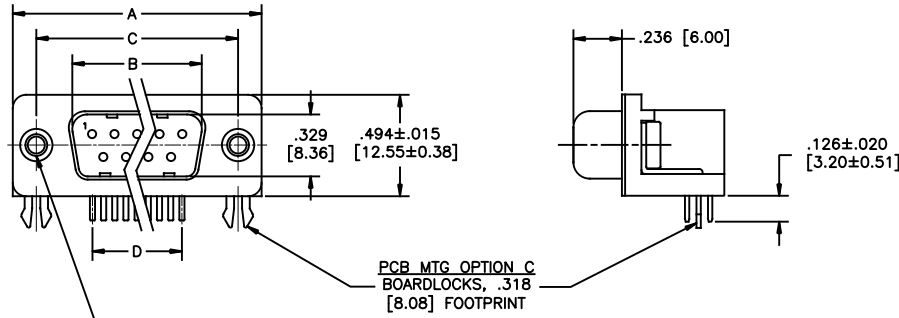 A
C
B
1
.329
[8.36]
.494±.015
[12.55±0.38]
D
.236 [6.00]
.126±.020
[3.20±0.51]
PCB MTG OPTION C
BOARDLOCKS, .318
[8.08] FOOTPRINT